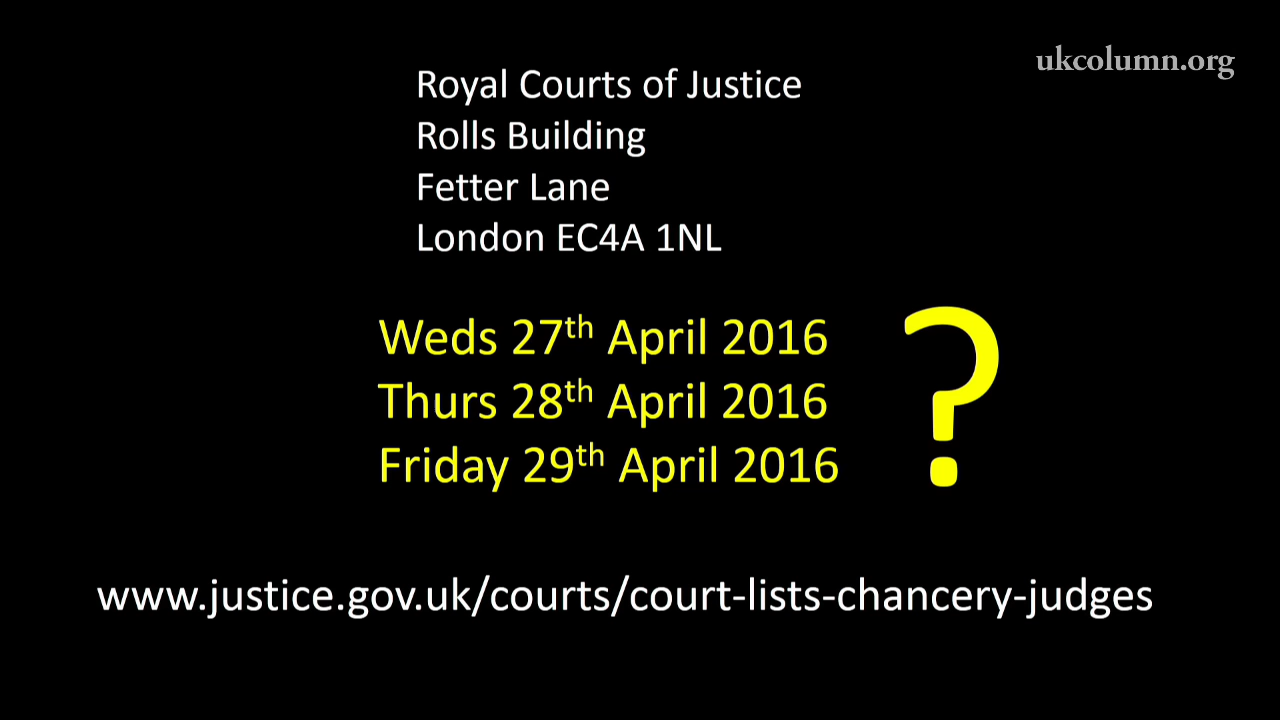 ukcolumn.org
Royal Courts of Justice
Rolls Building
Fetter Lane
London EC4A 1NL
Weds 27th April 2016
Thurs 28th April 2016
Friday 29th April 2016
?
www.justice.gov.uk/courts/court-lists-chancery-judges